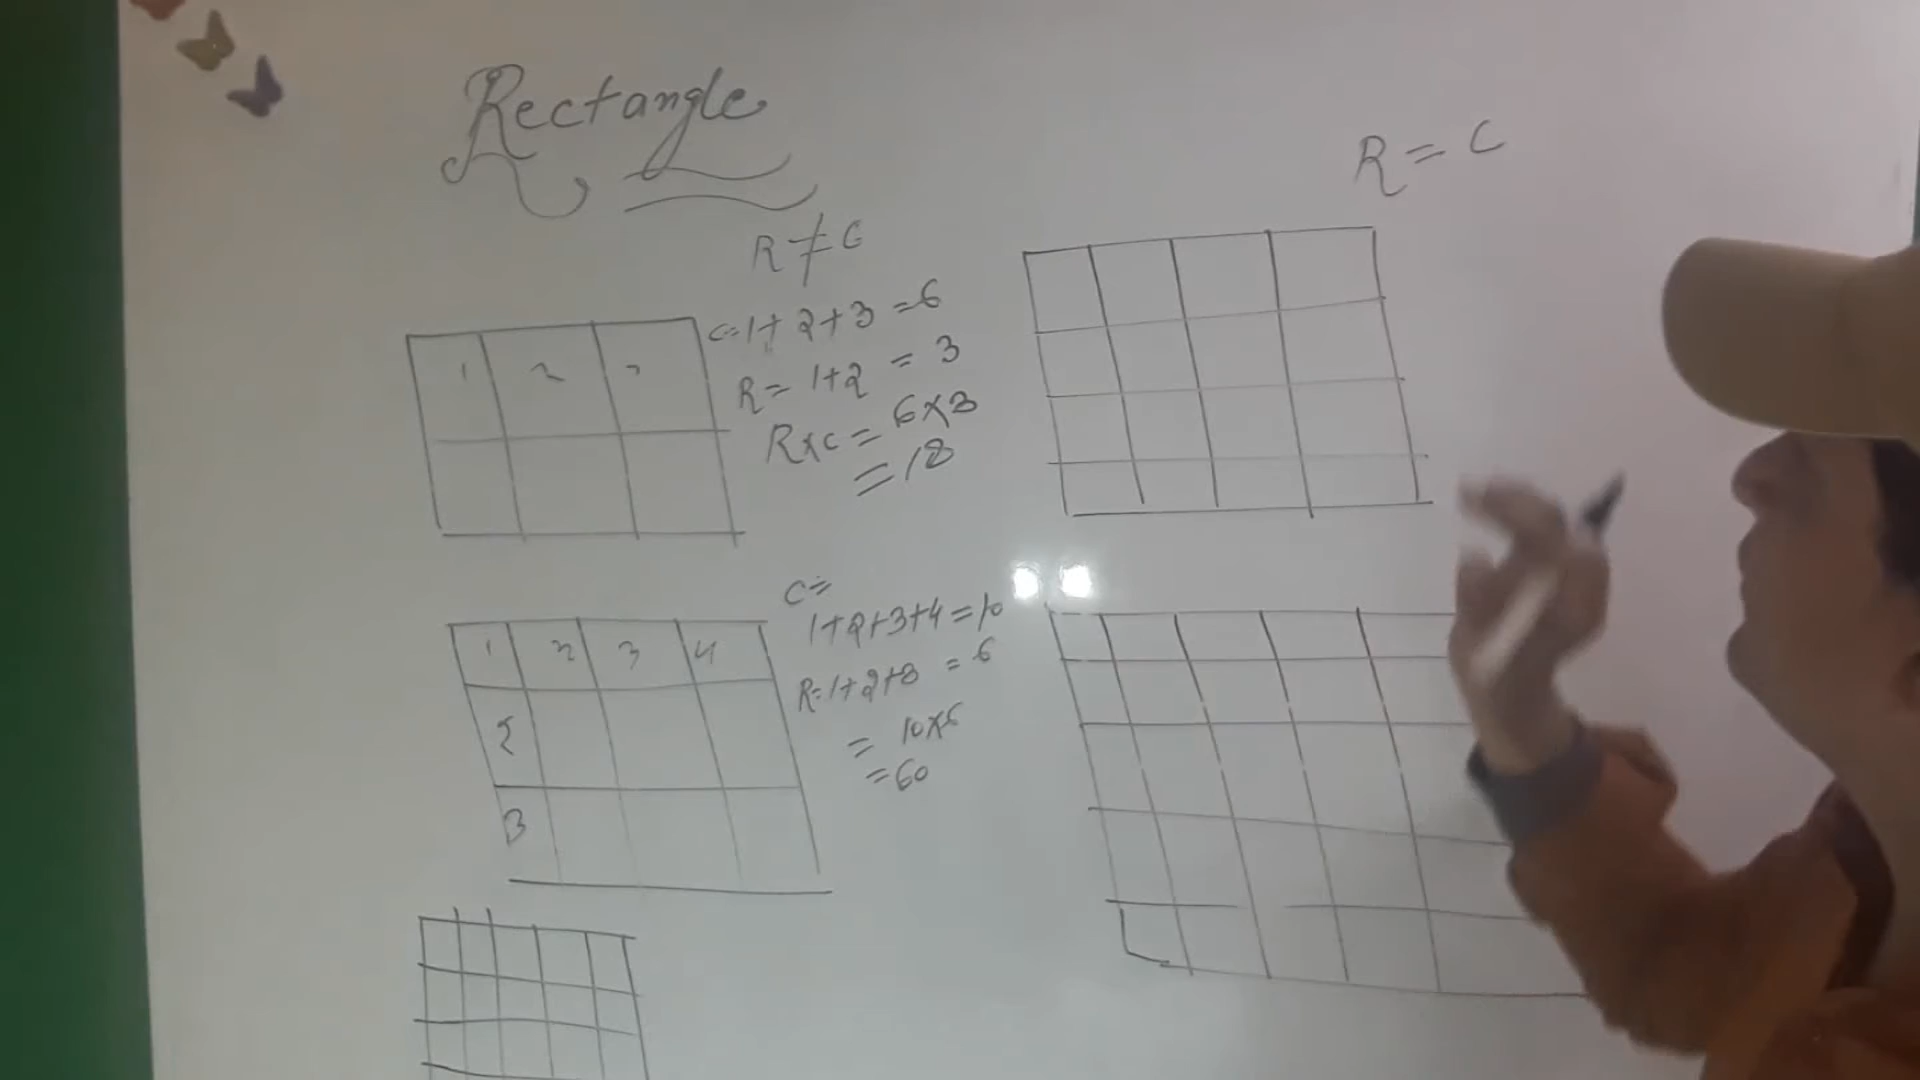 Rectangle
R ≠ C
1 2
C=1+2+3=6
R=1+2=3
R×C=6×3
=18
1 2 3 4
2
3
C=
1+2+3+4=10
R=1+2+3=6
=10×6
=60
R=C